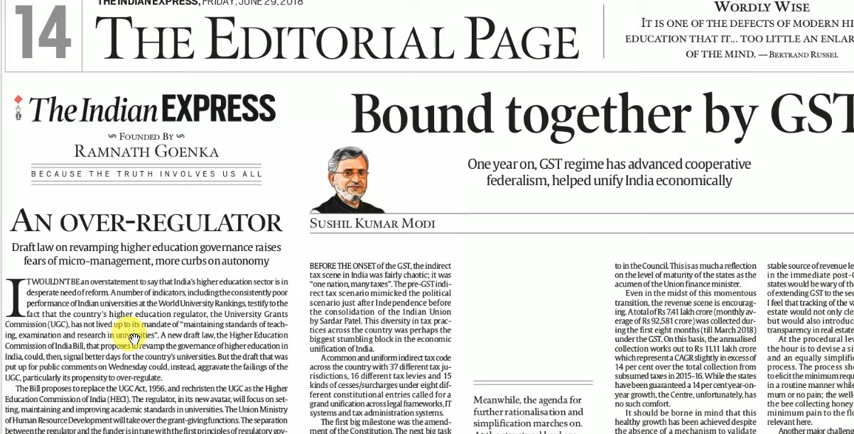 THE INDIAN EXPRESS, FRIDAY, JUNE 29, 2018
14
THE EDITORIAL PAGE
WORDLY WISE
IT IS ONE OF THE DEFECTS OF MODERN HI
EDUCATION THAT IT... TOO LITTLE AN ENLAR
OF THE MIND. — BERTRAND RUSSEL
The Indian EXPRESS
FOUNDED BY
RAMNATH GOENKA
BECAUSE THE TRUTH INVOLVES US ALL
AN OVER-REGULATOR
Draft law on revamping higher education governance raises
fears of micro-management, more curbs on autonomy
IT WOULDN'T BE an overstatement to say that India's higher education sector is in
desperate need of reform. A number of indicators, including the consistently poor
performance of Indian universities at the World University Rankings, testify to the
fact that the country's higher education regulator, the University Grants
Commission (UGC), has not lived up to its mandate of "maintaining standards of teach-
ing, examination and research in universities". A new draft law, the Higher Education
Commission of India Bill, that proposes to revamp the governance of higher education in
India, could, then, signal better days for the country's universities. But the draft that was
put up for public comments on Wednesday could, instead, aggravate the failings of the
UGC, particularly its propensity to over-regulate.
The Bill proposes to replace the UGC Act, 1956, and rechristen the UGC as the Higher
Education Commission of India (HECI). The regulator, in its new avatar, will focus on set-
ting, maintaining and improving academic standards in universities. The Union Ministry
of Human Resource Development will take over the grant-giving functions. The separation
between the regulator and the funder is in tune with the first principles of regulatory gov-
Bound together by GST
One year on, GST regime has advanced cooperative
federalism, helped unify India economically
SUSHIL KUMAR MODI
BEFORE THE ONSET of the GST, the indirect
tax scene in India was fairly chaotic; it was
"one nation, many taxes". The pre-GST indi-
rect tax scenario mimicked the political
scenario just after Independence before
the consolidation of the Indian Union
by Sardar Patel. This diversity in tax prac-
tices across the country was perhaps the
biggest stumbling block in the economic
unification of India.
A common and uniform indirect tax code
across the country with 37 different tax ju-
risdictions, 16 different tax levies and 15
kinds of cesses/surcharges under eight dif-
ferent constitutional entries called for a
grand unification across legal frameworks, IT
systems and tax administration systems.
The first big milestone was the amend-
ment of the Constitution. The next big task
Meanwhile, the agenda for
further rationalisation and
simplification marches on.
to in the Council. This is as much a reflection
on the level of maturity of the states as the
acumen of the Union finance minister.
Even in the midst of this momentous
transition, the revenue scene is encourag-
ing. A total of Rs 7.41 lakh crore (monthly av-
erage of Rs 92,581 crore) was collected dur-
ing the first eight months (till March 2018)
under the GST. On this basis, the annualised
collection works out to Rs 11.11 lakh crore
which represented a CAGR slightly in excess of
14 per cent over the total collection from
subsumed taxes in 2015-16. While the states
have been guaranteed a 14 per cent year-on-
year growth, the Centre, unfortunately, has
no such comfort.
It should be borne in mind that this
healthy growth has been achieved despite
the absence of a mechanism to validate
stable source of revenue le
in the immediate post-C
states would be wary of th
of extending GST to the sec
I feel that tracking of the va
estate would not only de
but would also introduc
transparency in real estate
At the procedural lev
the hour is to devise a si
and an equally simplifie
process. The process sh
to elicit the minimum requ
in a routine manner while
mum or no pain; the well
the bee collecting honey
minimum pain to the flo
relevant here.
Another major challeng